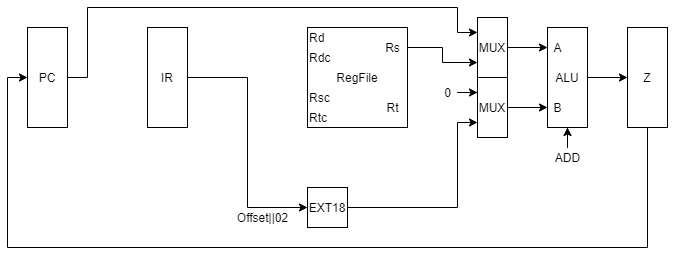 PC
IR
Rd
Rdc
Rsc
Rtc
Rs
RegFile
Rt
MUX
0
MUX
A
ALU
B
Z
ADD
EXT18
Offset||02